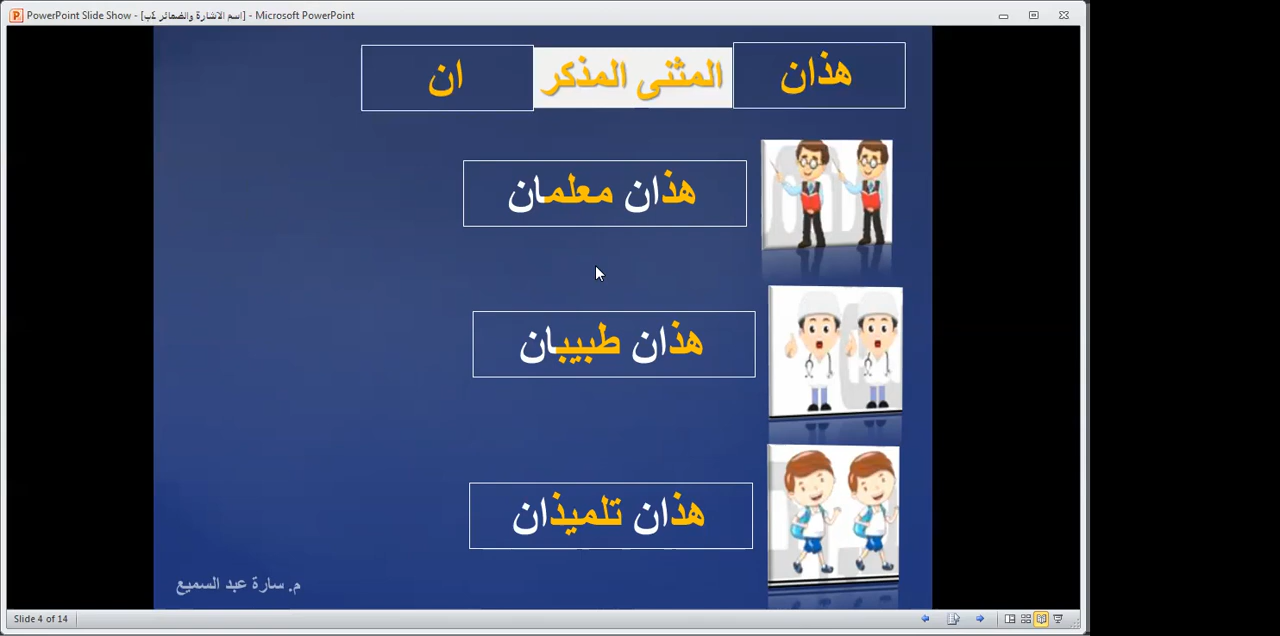 PowerPoint Slide Show - [اسم الاشارة والضمائر ٤ب] - Microsoft PowerPoint
هذان المثنى المذكر ان
هذان معلمان
هذان طبيبان
هذان تلميذان
م. سارة عبد السميع
Slide 4 of 14